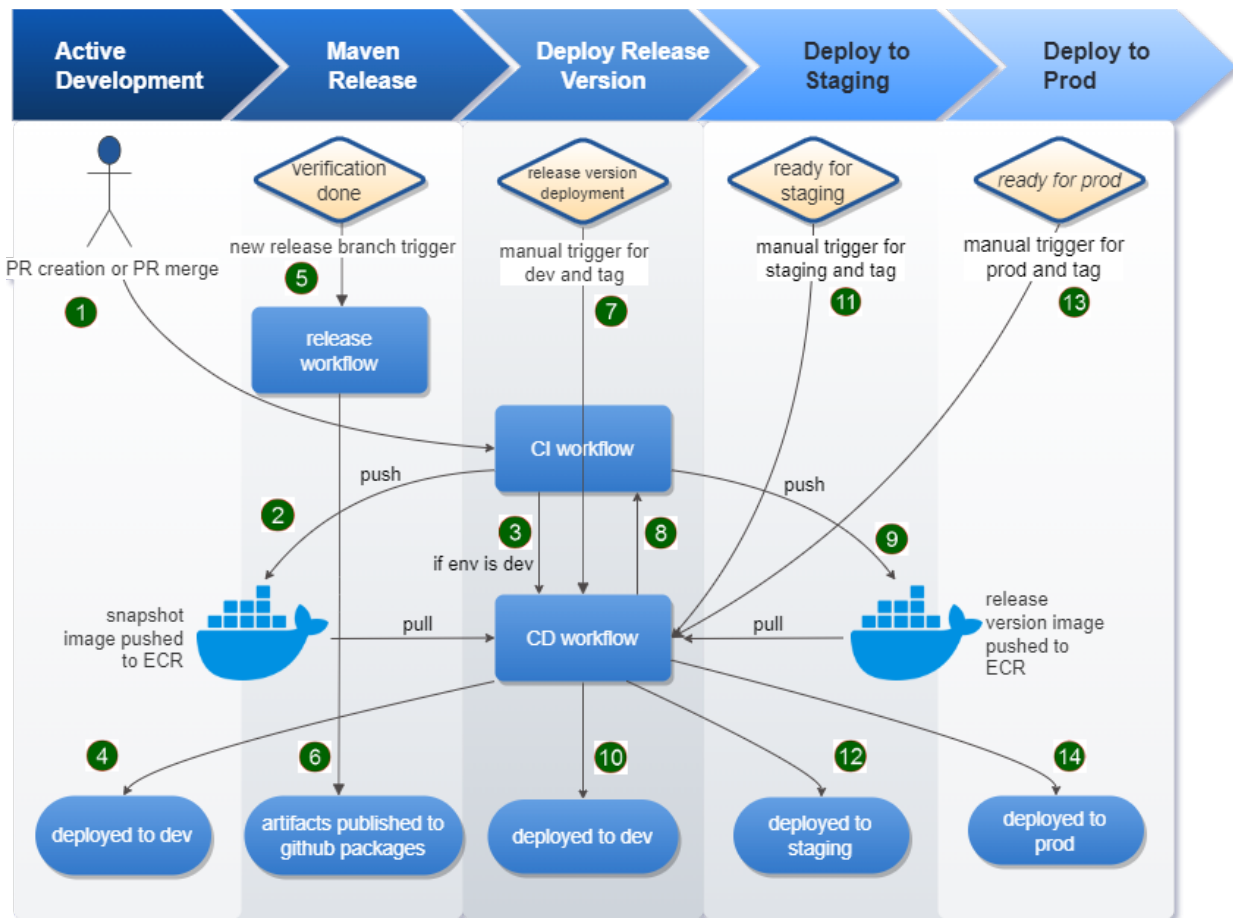 Active
Development
Maven
Release
Deploy Release
Version
Deploy to
Staging
Deploy to
Prod
verification
done
release version
deployment
ready for
staging
ready for prod
PR creation or PR merge
1
new release branch trigger
5
manual trigger for
dev and tag
7
manual trigger for
staging and tag
11
manual trigger for
prod and tag
13
release
workflow
CI workflow
push
push
2
3
8
9
if env is dev
snapshot
image pushed
to ECR
pull
CD workflow
pull
release
version image
pushed to
ECR
4
6
10
12
14
deployed to dev
artifacts published to
github packages
deployed to dev
deployed to
staging
deployed to
prod